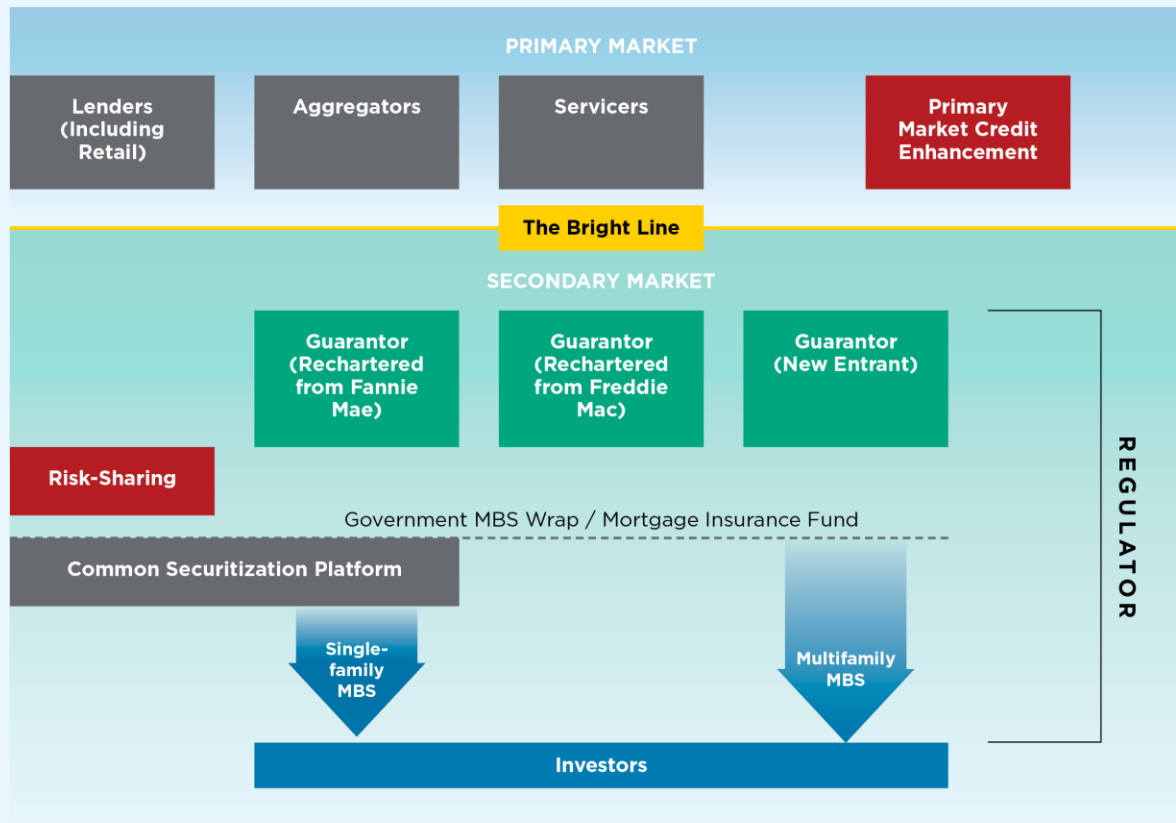 PRIMARY MARKET
Lenders
(Including
Retail)
Aggregators
Servicers
Primary
Market Credit
Enhancement
The Bright Line
SECONDARY MARKET
Guarantor
(Rechartered
from Fannie
Mae)
Guarantor
(Rechartered
from Freddie
Mac)
Guarantor
(New Entrant)
REGULATOR
Risk-Sharing
Government MBS Wrap / Mortgage Insurance Fund
Common Securitization Platform
Single-
family
MBS
Multifamily
MBS
Investors